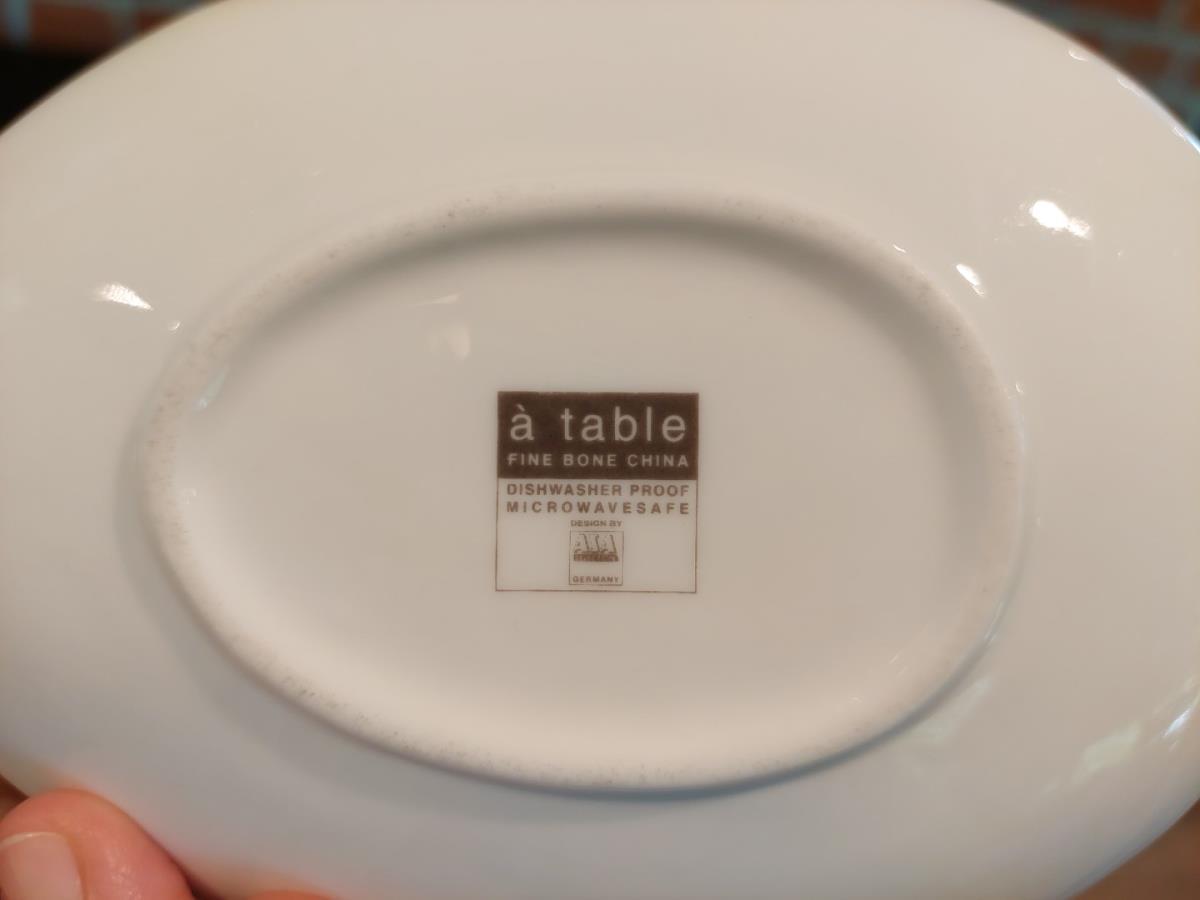 à table
FINE BONE CHINA
DISHWASHER PROOF
MICROWAVESAFE
DESIGN BY
ASA
GERMANY